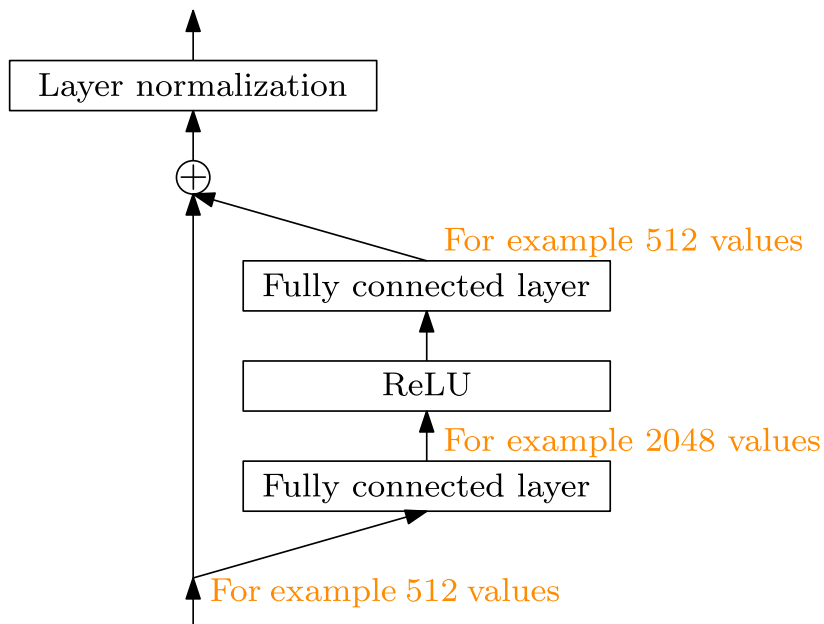 Layer normalization
For example 512 values
Fully connected layer
ReLU
For example 2048 values
Fully connected layer
For example 512 values